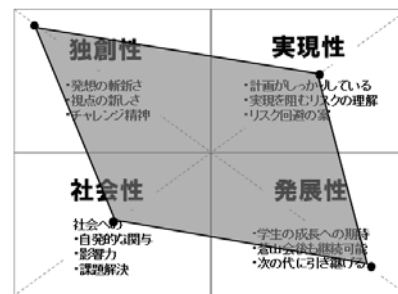 独創性
・発想の斬新さ
・視点の新しさ
・チャレンジ精神
実現性
・計画がしっかりしている
・実現を阻むリスクの理解
・リスク回避の案
社会性
社会への
・自発的な関与
・影響力
・課題解決
発展性
・学生の成長への期待
会後も継続可能
・次の代に引き継げる